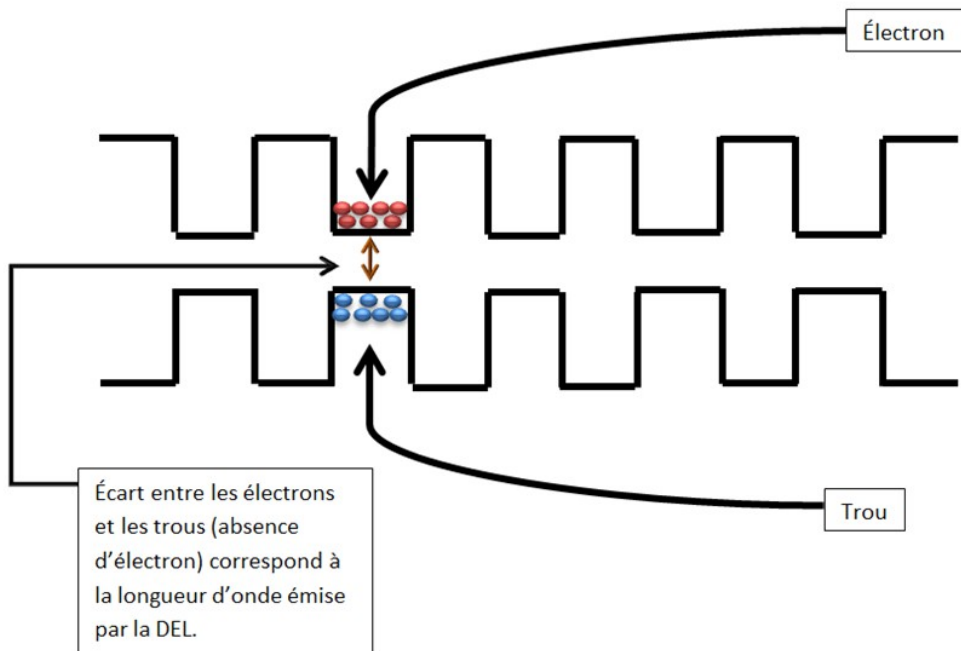 Électron
Écart entre les électrons
et les trous (absence
d’électron) correspond à
la longueur d’onde émise
par la DEL.
Trou